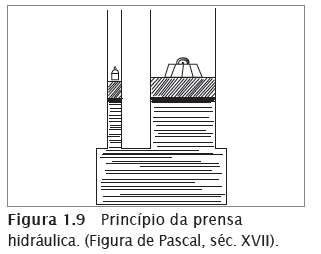 Figura 1.9 Princípio da prensa
hidráulica. (Figura de Pascal, séc. XVII).